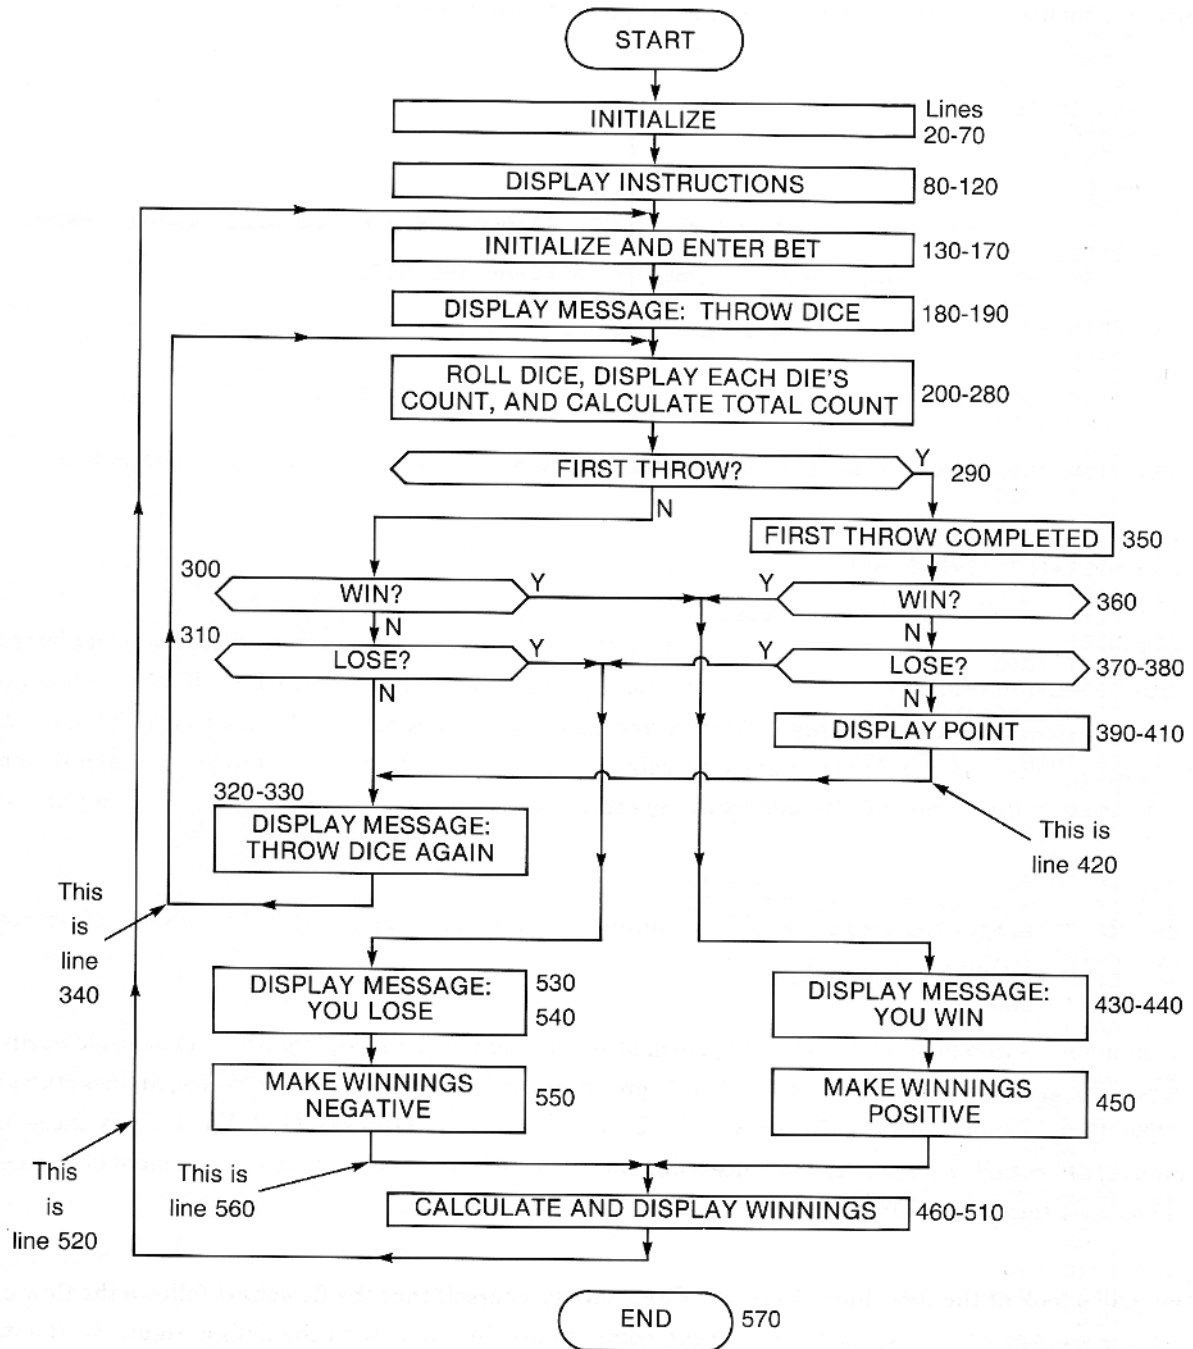 START
INITIALIZE
Lines
20-70
DISPLAY INSTRUCTIONS
80-120
INITIALIZE AND ENTER BET
130-170
DISPLAY MESSAGE: THROW DICE
180-190
ROLL DICE, DISPLAY EACH DIE'S
COUNT, AND CALCULATE TOTAL COUNT
200-280
FIRST THROW?
Y
290
N
FIRST THROW COMPLETED
350
300
WIN?
Y
Y
WIN?
360
N
N
310
LOSE?
Y
Y
LOSE?
370-380
N
N
DISPLAY POINT
390-410
320-330
DISPLAY MESSAGE:
THROW DICE AGAIN
This is
line 420
This
is
line
340
DISPLAY MESSAGE:
YOU LOSE
530
540
DISPLAY MESSAGE:
YOU WIN
430-440
MAKE WINNINGS
NEGATIVE
550
MAKE WINNINGS
POSITIVE
450
This
is
line 520
This is
line 560
CALCULATE AND DISPLAY WINNINGS
460-510
END
570